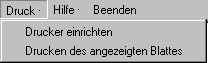 Druck · Hilfe · Beenden
Drucker einrichten
Drucken des angezeigten Blattes